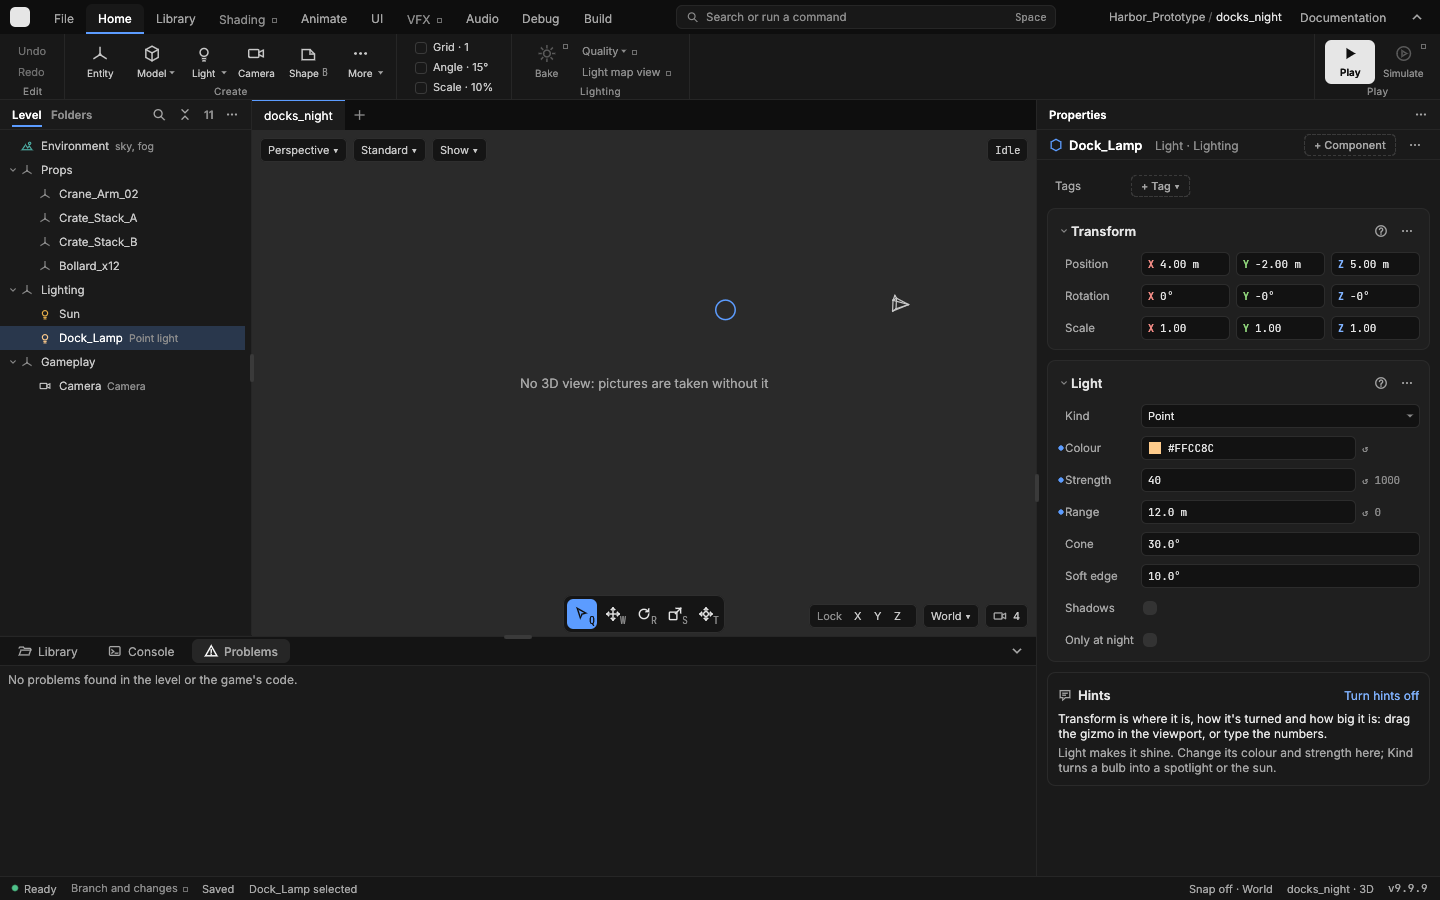 File Home Library Shading Animate UI VFX Audio Debug Build
Search or run a command Space
Harbor_Prototype / docks_night Documentation
Undo
Redo
Edit
Entity Model Light Camera Shape B More
Create
Grid · 1
Angle · 15°
Scale · 10%
Bake
Quality
Light map view
Lighting
Play Simulate
Play
Level Folders 11
Environment sky, fog
Props
Crane_Arm_02
Crate_Stack_A
Crate_Stack_B
Bollard_x12
Lighting
Sun
Dock_Lamp Point light
Gameplay
Camera Camera
docks_night
Perspective Standard Show Idle
No 3D view: pictures are taken without it
Q W R S T
Lock X Y Z World 4
Properties
Dock_Lamp Light · Lighting + Component
Tags + Tag
Transform
Position X 4.00 m Y -2.00 m Z 5.00 m
Rotation X 0° Y -0° Z -0°
Scale X 1.00 Y 1.00 Z 1.00
Light
Kind Point
Colour #FFCC8C
Strength 40 1000
Range 12.0 m 0
Cone 30.0°
Soft edge 10.0°
Shadows
Only at night
Hints Turn hints off
Transform is where it is, how it's turned and how big it is: drag
the gizmo in the viewport, or type the numbers.
Light makes it shine. Change its colour and strength here; Kind
turns a bulb into a spotlight or the sun.
Library Console Problems
No problems found in the level or the game's code.
Ready Branch and changes Saved Dock_Lamp selected
Snap off · World docks_night · 3D v9.9.9